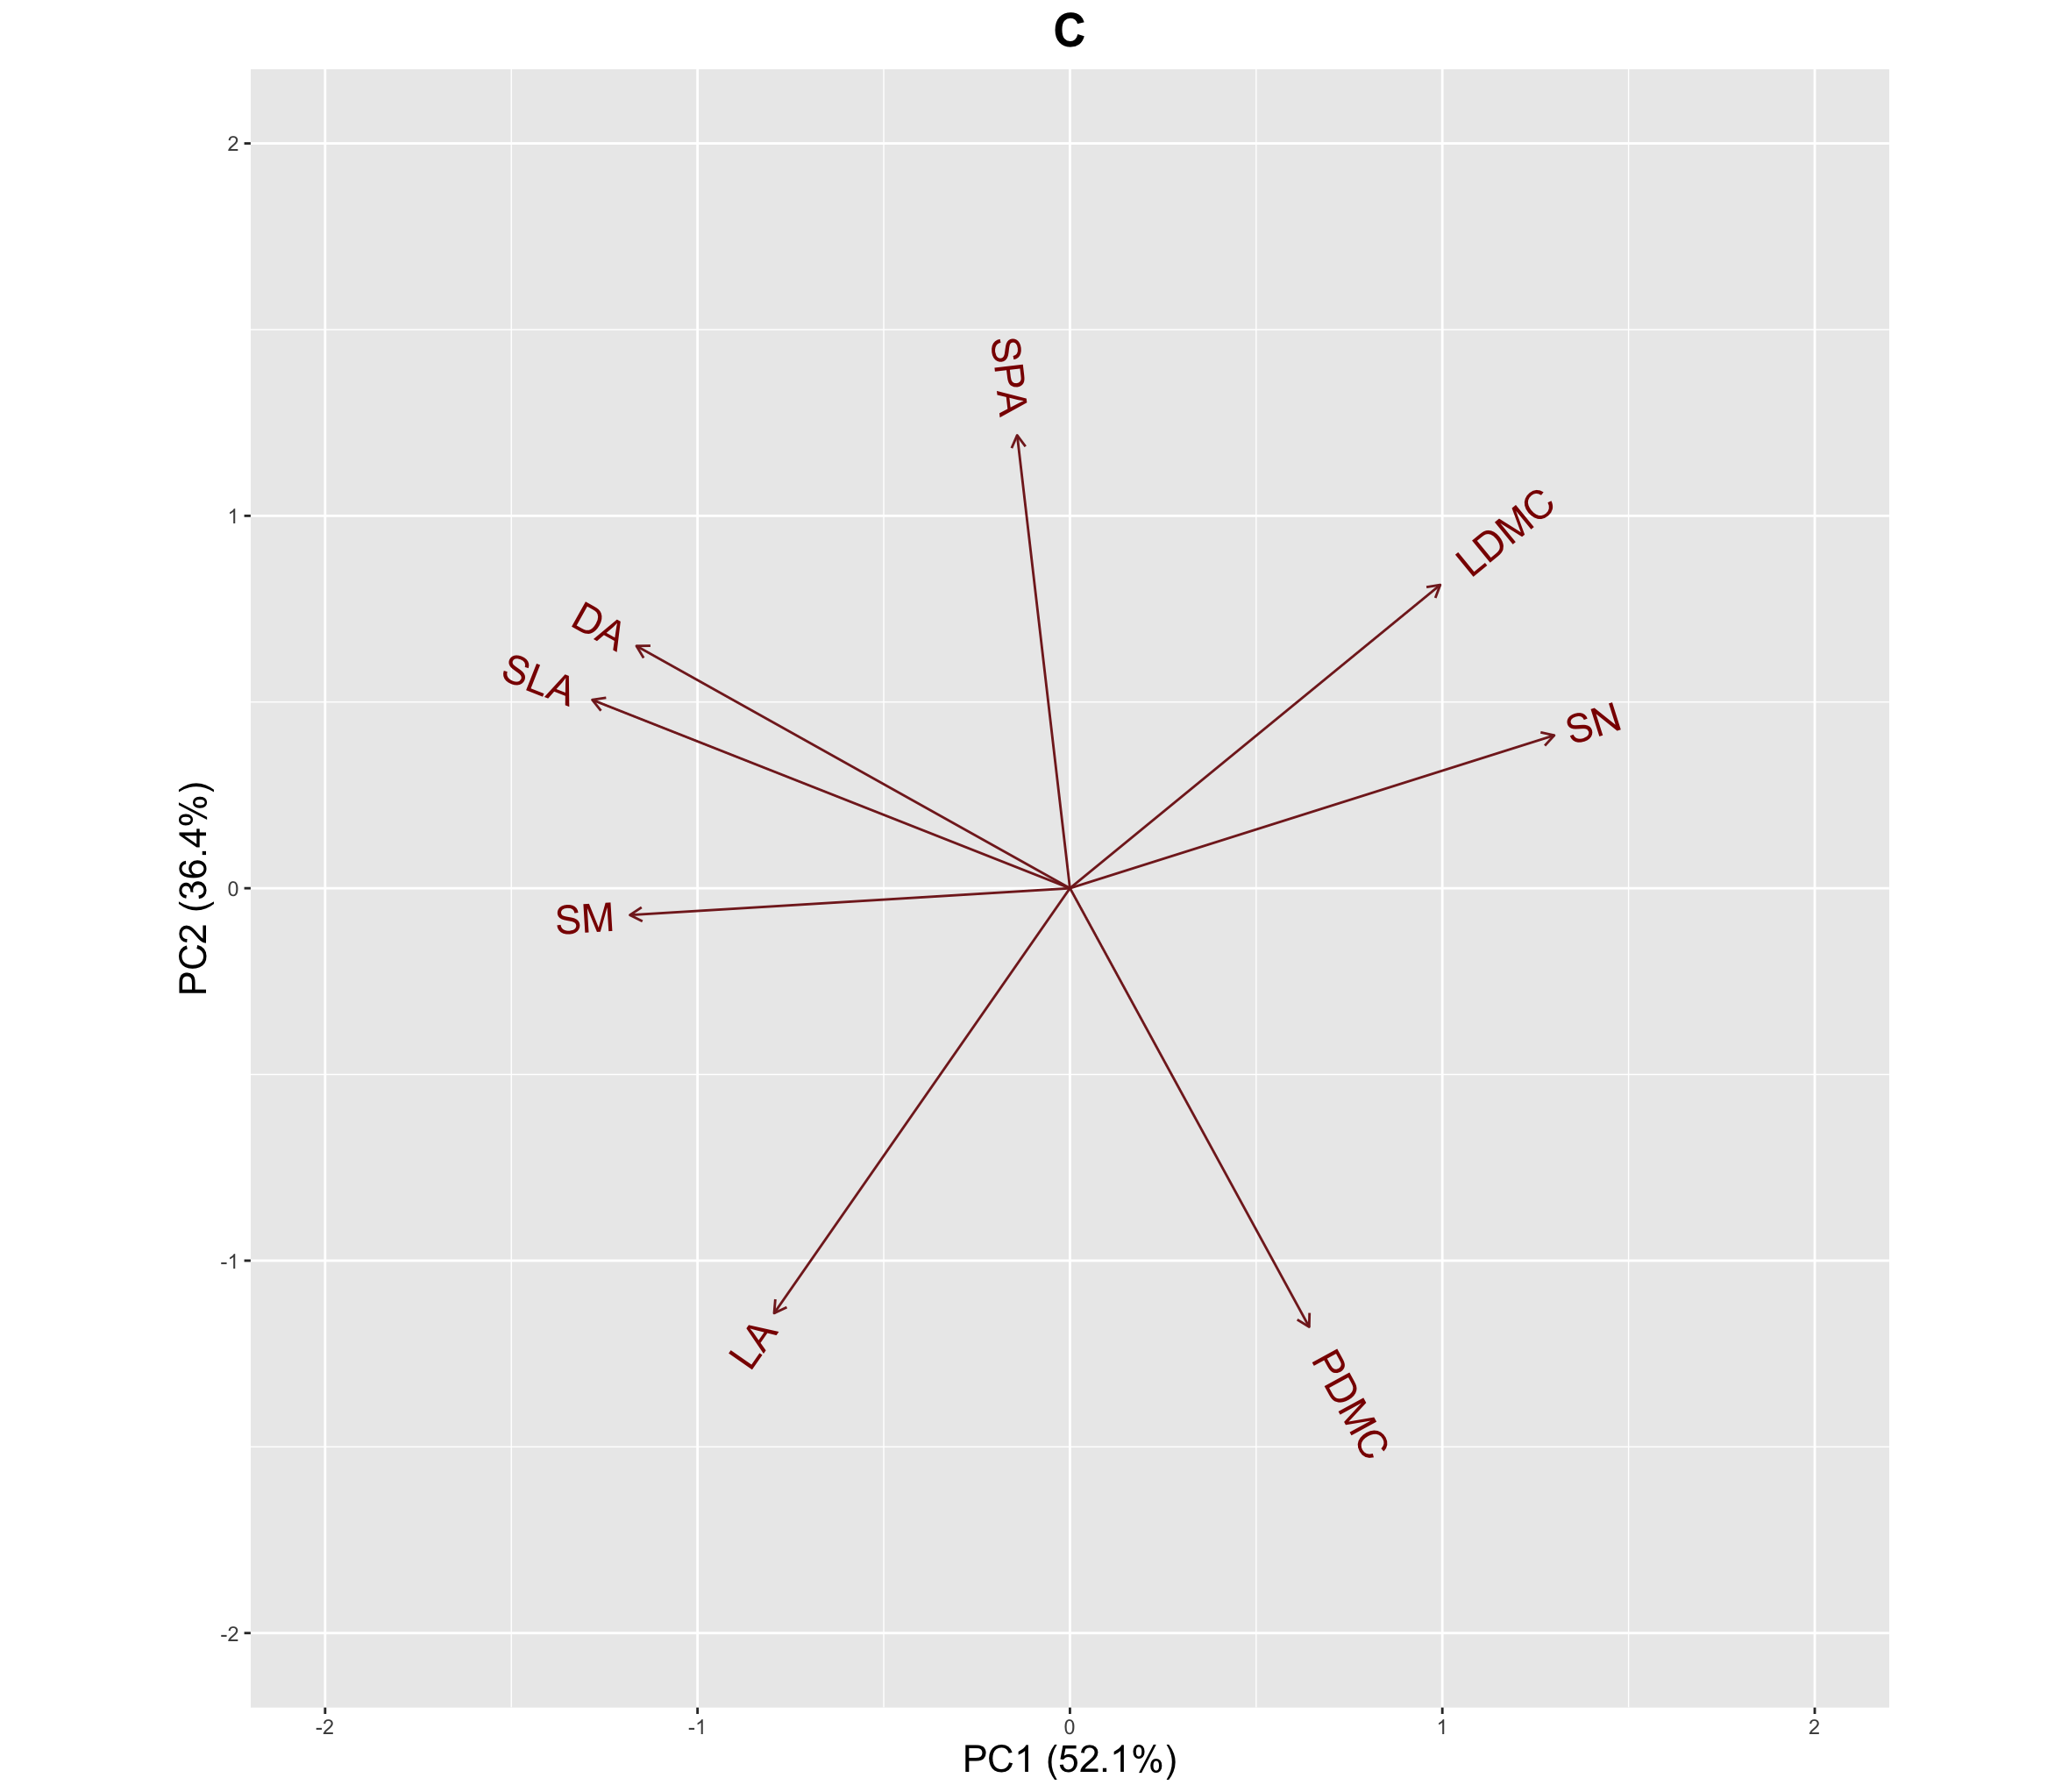 C
2
1
0
-1
-2
PC2 (36.4%)
SPA
LDMC
DA
SLA
SN
SM
LA
PDMC
-2
-1
0
1
2
PC1 (52.1%)